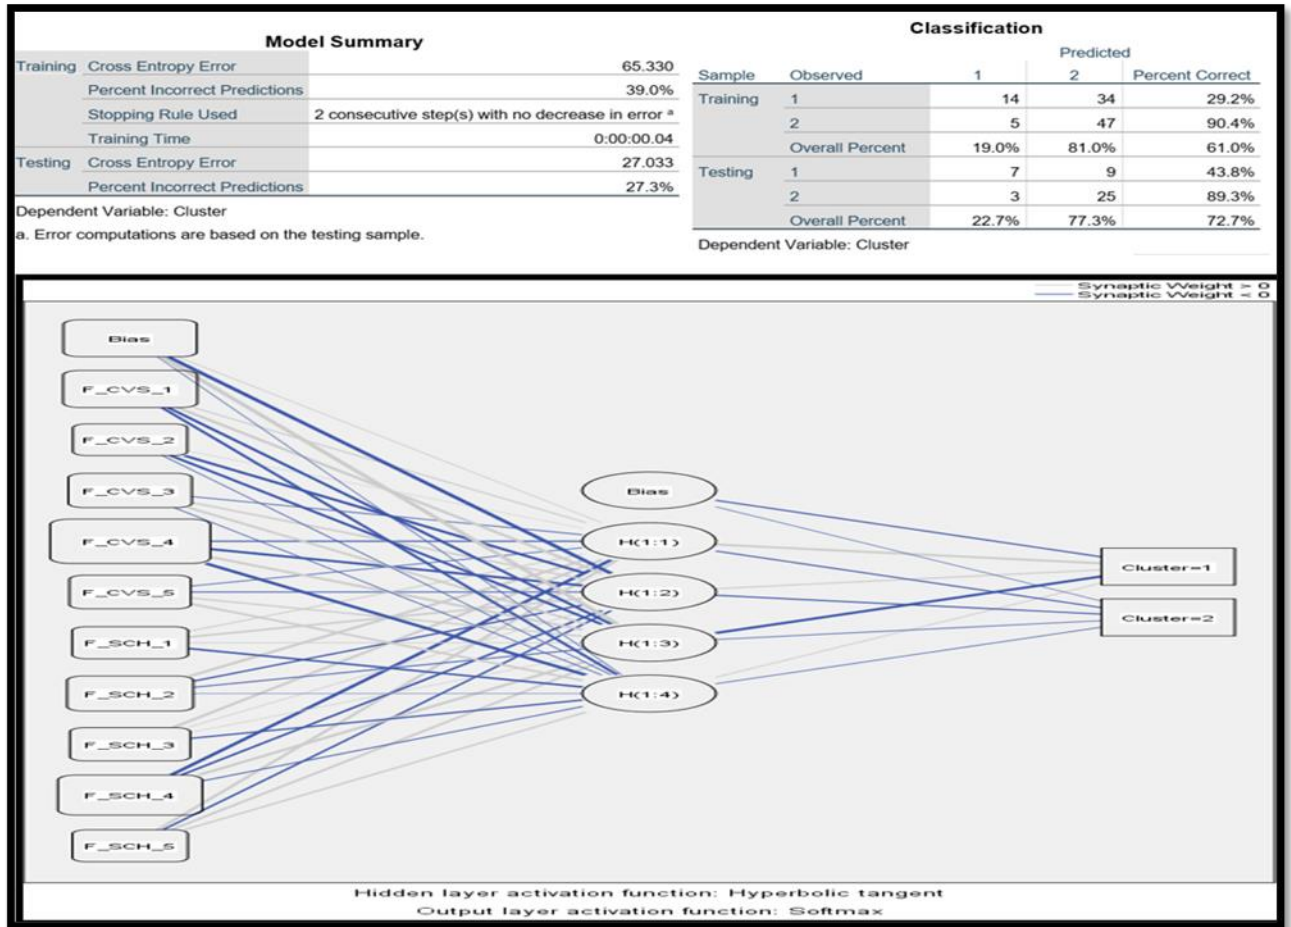 Model Summary
Training Cross Entropy Error 65.330
Percent Incorrect Predictions 39.0%
Stopping Rule Used 2 consecutive step(s) with no decrease in error a
Training Time 0:00:00.04
Testing Cross Entropy Error 27.033
Percent Incorrect Predictions 27.3%
Dependent Variable: Cluster
a. Error computations are based on the testing sample.
Classification
Predicted
Sample Observed 1 2 Percent Correct
Training 1 14 34 29.2%
2 5 47 90.4%
Overall Percent 19.0% 81.0% 61.0%
Testing 1 7 9 43.8%
2 3 25 89.3%
Overall Percent 22.7% 77.3% 72.7%
Dependent Variable: Cluster
Synaptic Weight > 0
Synaptic Weight < 0
Bias
F_CVS_1
F_CVS_2
F_CVS_3
F_CVS_4
F_CVS_5
F_SCH_1
F_SCH_2
F_SCH_3
F_SCH_4
F_SCH_5
Bias
H(1:1)
H(1:2)
H(1:3)
H(1:4)
Cluster=1
Cluster=2
Hidden layer activation function: Hyperbolic tangent
Output layer activation function: Softmax